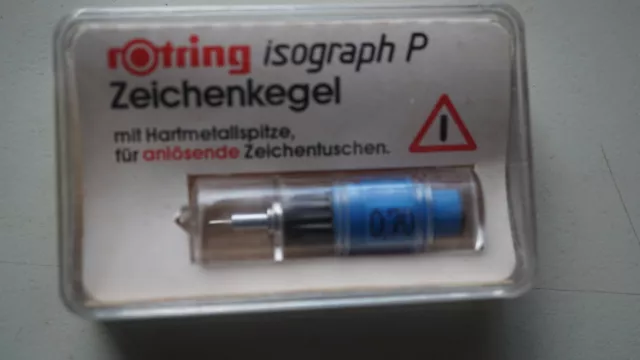 rotring isograph P
Zeichenkegel
mit Hartmetallspitze,
für anlösende Zeichentuschen.